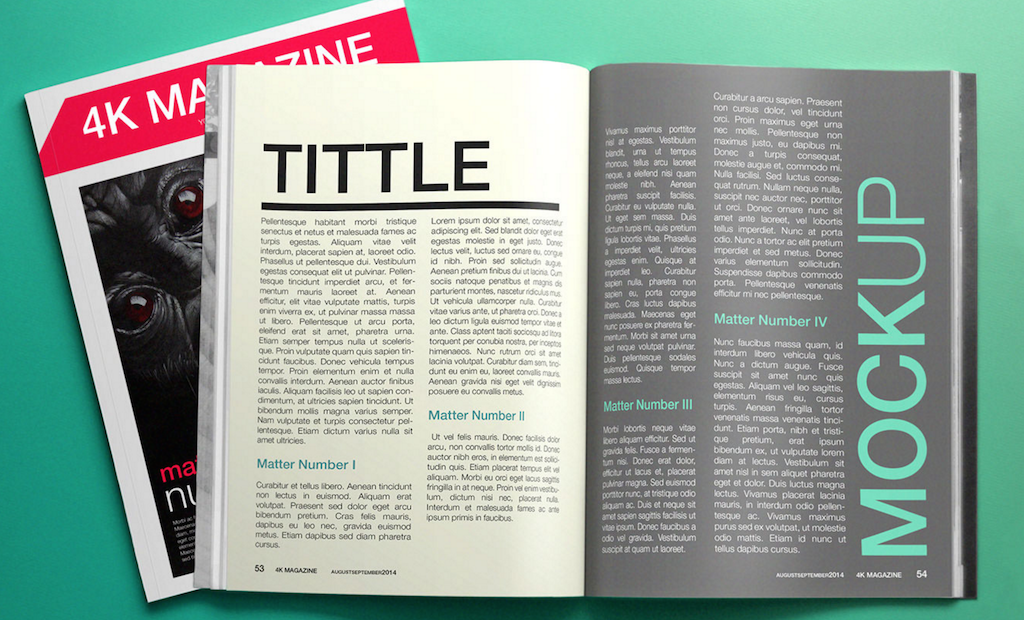 4K MAGAZINE
TITTLE
Pellentesque habitant morbi tristique
senectus et netus et malesuada fames ac
turpis egestas. Aliquam vitae velit
interdum, placerat sapien at, laoreet odio.
Phasellus ut pellentesque dui. Vestibulum
egestas consequat elit ut pulvinar. Pellen-
tesque tincidunt imperdiet arcu, et fer-
mentum mauris laoreet at. Aenean
efficitur, elit vitae vulputate mattis, turpis
enim viverra ex, ut pulvinar massa massa
ut libero. Pellentesque ut arcu porta,
eleifend erat sit amet, pharetra urna.
Etiam semper tempus nulla ut sceleris-
que. Proin vulputate quam quis sapien tin-
cidunt faucibus. Donec vehicula tempus
tempor. Proin elementum enim et nulla
convallis interdum. Aenean auctor finibus
iaculis. Aliquam facilisis leo ut sapien con-
dimentum, at ultricies sapien tincidunt. Ut
bibendum mollis magna varius semper.
Nam vulputate et turpis consectetur pel-
lentesque. Etiam dictum varius nulla sit
amet ultricies.
Matter Number I
Curabitur et tellus libero. Aenean tincidunt
non lectus in euismod. Aliquam erat
volutpat. Praesent sed dolor eget arcu
bibendum pretium. Cras felis mauris,
dapibus eu leo nec, gravida euismod
metus. Etiam dapibus sed diam pharetra
cursus.
Lorem ipsum dolor sit amet, consectetur
adipiscing elit. Sed blandit dolor eget erat
egestas molestie in eget justo. Donec
lectus velit, luctus sed ornare eu, congue
id nibh. Proin sed sollicitudin augue.
Aenean pretium finibus dui ut lacinia. Cum
sociis natoque penatibus et magnis dis
parturient montes, nascetur ridiculus mus.
Ut vehicula ullamcorper nulla. Curabitur
vitae varius ante, ut pharetra orci. Donec a
leo dictum ligula euismod tempor vitae et
ante. Class aptent taciti sociosqu ad litora
torquent per conubia nostra, per inceptos
himenaeos. Nunc rutrum orci sit amet
lacinia volutpat. Curabitur diam sem, tinci-
dunt eu enim eu, laoreet convallis mauris.
Aenean gravida nisi eget velit dignissim
posuere eu convallis metus.
Matter Number II
Ut vel felis mauris. Donec facilisis dolor
arcu, non convallis tortor mollis id. Donec
auctor nibh eros, in elementum est sollici-
tudin quis. Etiam placerat tempus elit vel
aliquam. Morbi eu orci eget lacus sagittis
fringilla in at neque. Proin vel enim vestibu-
lum, dictum nisi nec, placerat nulla.
Interdum et malesuada fames ac ante
ipsum primis in faucibus.
53 4K MAGAZINE AUGUSTSEPTEMBER2014
Vivamus maximus porttitor
nisl at egestas. Vestibulum
blandit, urna ut tempus
rhoncus, tellus arcu laoreet
neque, a eleifend nisi quam
molestie nibh. Aenean
pharetra suscipit facilisis.
Curabitur eu vulputate nulla.
Ut eget sem massa. Duis
dictum turpis mi, quis pretium
ligula lobortis vitae. Phasellus
a imperdiet velit, ultricies
egestas enim. Quisque at
imperdiet leo. Curabitur
nulla, pharetra non
sapien eu, porta congue
libero. Cras luctus dapibus
malesuada. Maecenas eget
nunc posuere ex pharetra fer-
mentum. Morbi sit amet urna
sed neque volutpat pulvinar.
Duis pellentesque sodales
euismod. Quisque tempor
massa lectus.
Matter Number III
Morbi lobortis neque vitae
libero aliquam efficitur. Sed ut
gravida felis. Fusce a fermen-
tum nisi. Donec erat dolor,
efficitur ut lacus et, placerat
pulvinar magna. Sed euismod
porttitor nunc, at tristique odio
aliquam ac. Duis et neque sit
amet sapien sagittis facilisis ut
vitae ipsum. Donec faucibus a
odio vel gravida. Vestibulum
suscipit at quam ut laoreet.
Curabitur a arcu sapien. Praesent
non cursus dolor, vel tincidunt
orci. Proin maximus eget urna
nec mollis. Pellentesque non
maximus justo, eu dapibus mi.
Donec a turpis consequat,
molestie augue et, commodo mi.
Nulla facilisi. Sed luctus conse-
quat rutrum. Nullam neque nulla,
suscipit nec auctor nec, porttitor
ut orci. Donec ornare nunc sit
amet ante laoreet, vel lobortis
tellus imperdiet. Nunc at porta
odio. Nunc a tortor ac elit pretium
imperdiet et sed metus. Donec
varius elementum sollicitudin.
Suspendisse dapibus commodo
porta. Pellentesque venenatis
efficitur mi nec pellentesque.
Matter Number IV
Nunc faucibus massa quam, id
interdum libero vehicula quis.
Nunc a dictum augue. Fusce
suscipit sit amet nunc quis
egestas. Aliquam vel leo sagittis,
elementum risus eu, cursus
turpis. Aenean fringilla tortor
venenatis massa venenatis tinci-
dunt. Etiam porta, nibh et tristi-
que pretium, erat ipsum
bibendum ex, ut vulputate lorem
diam at lectus. Vestibulum sit
amet nisl in sem aliquet pharetra
eget et dolor. Duis luctus magna
lectus. Vivamus placerat lacinia
mauris, in interdum odio pellen-
tesque ac. Vivamus maximus
purus sed ex volutpat, ut molestie
odio mattis. Etiam id nunc ut
tellus dapibus cursus.
MOCKUP
AUGUSTSEPTEMBER2014 4K MAGAZINE 54